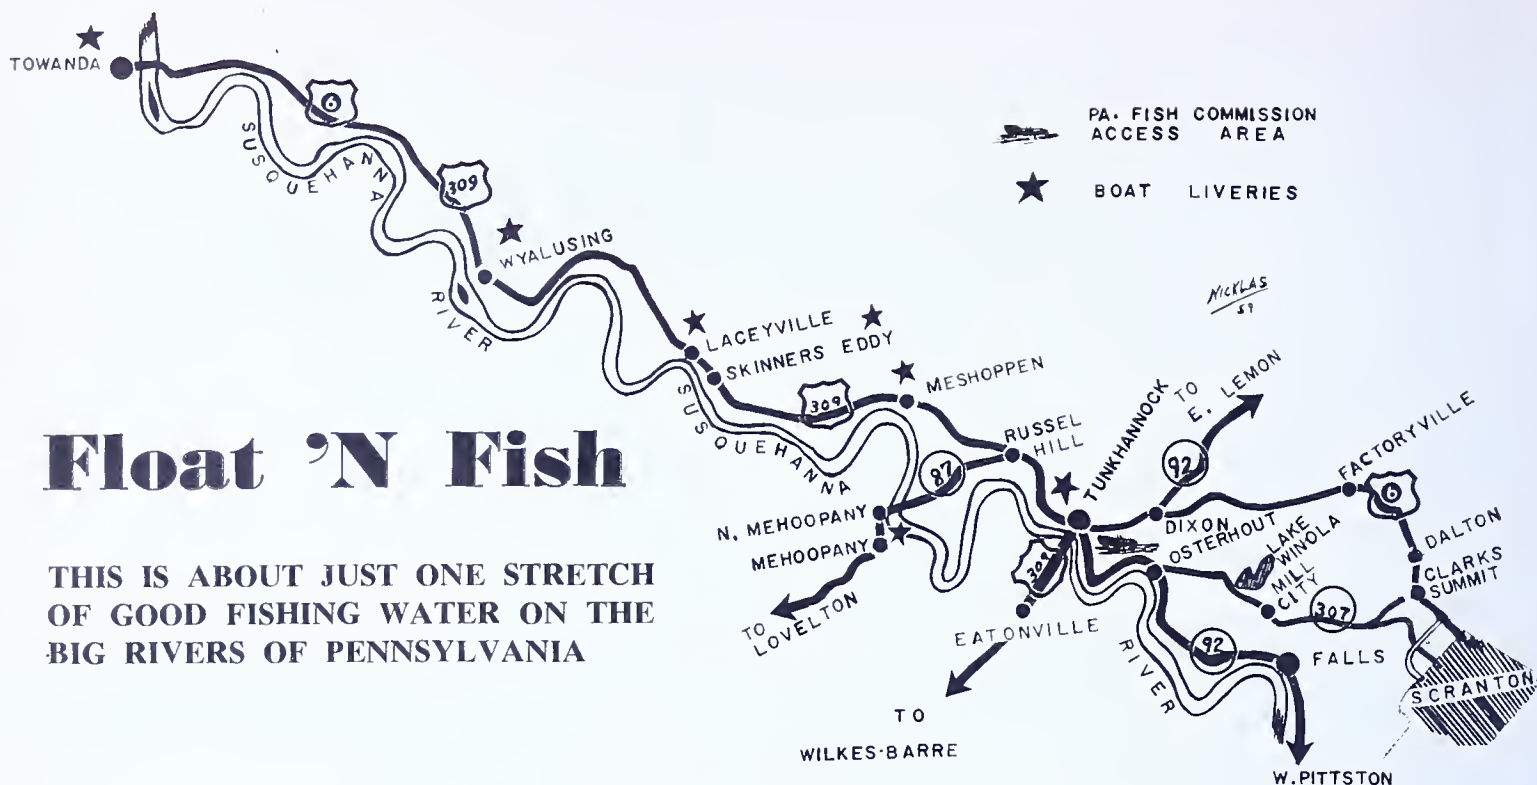 TOWANDA
6
SUSQUEHANNA
309
WYALUSING
RIVER
PA. FISH COMMISSION
ACCESS AREA
BOAT LIVERIES
NICKLAS
59
LACEYVILLE
SKINNERS EDDY
309
MESHOPPEN
SUSQUEHANNA
RUSSEL
HILL
87
N. MEHOOPANY
MEHOOPANY
TO
LOVELTON
TUNKHANNOCK
TO
E. LEMON
92
DIXON
FACTORYVILLE
6
DALTON
CLARKS
SUMMIT
OSTERHOUT
LAKE
WINOLA
MILL
CITY
307
309
EATONVILLE
RIVER
92
FALLS
SCRANTON
TO
WILKES-BARRE
W. PITTSTON
Float 'N Fish
THIS IS ABOUT JUST ONE STRETCH
OF GOOD FISHING WATER ON THE
BIG RIVERS OF PENNSYLVANIA